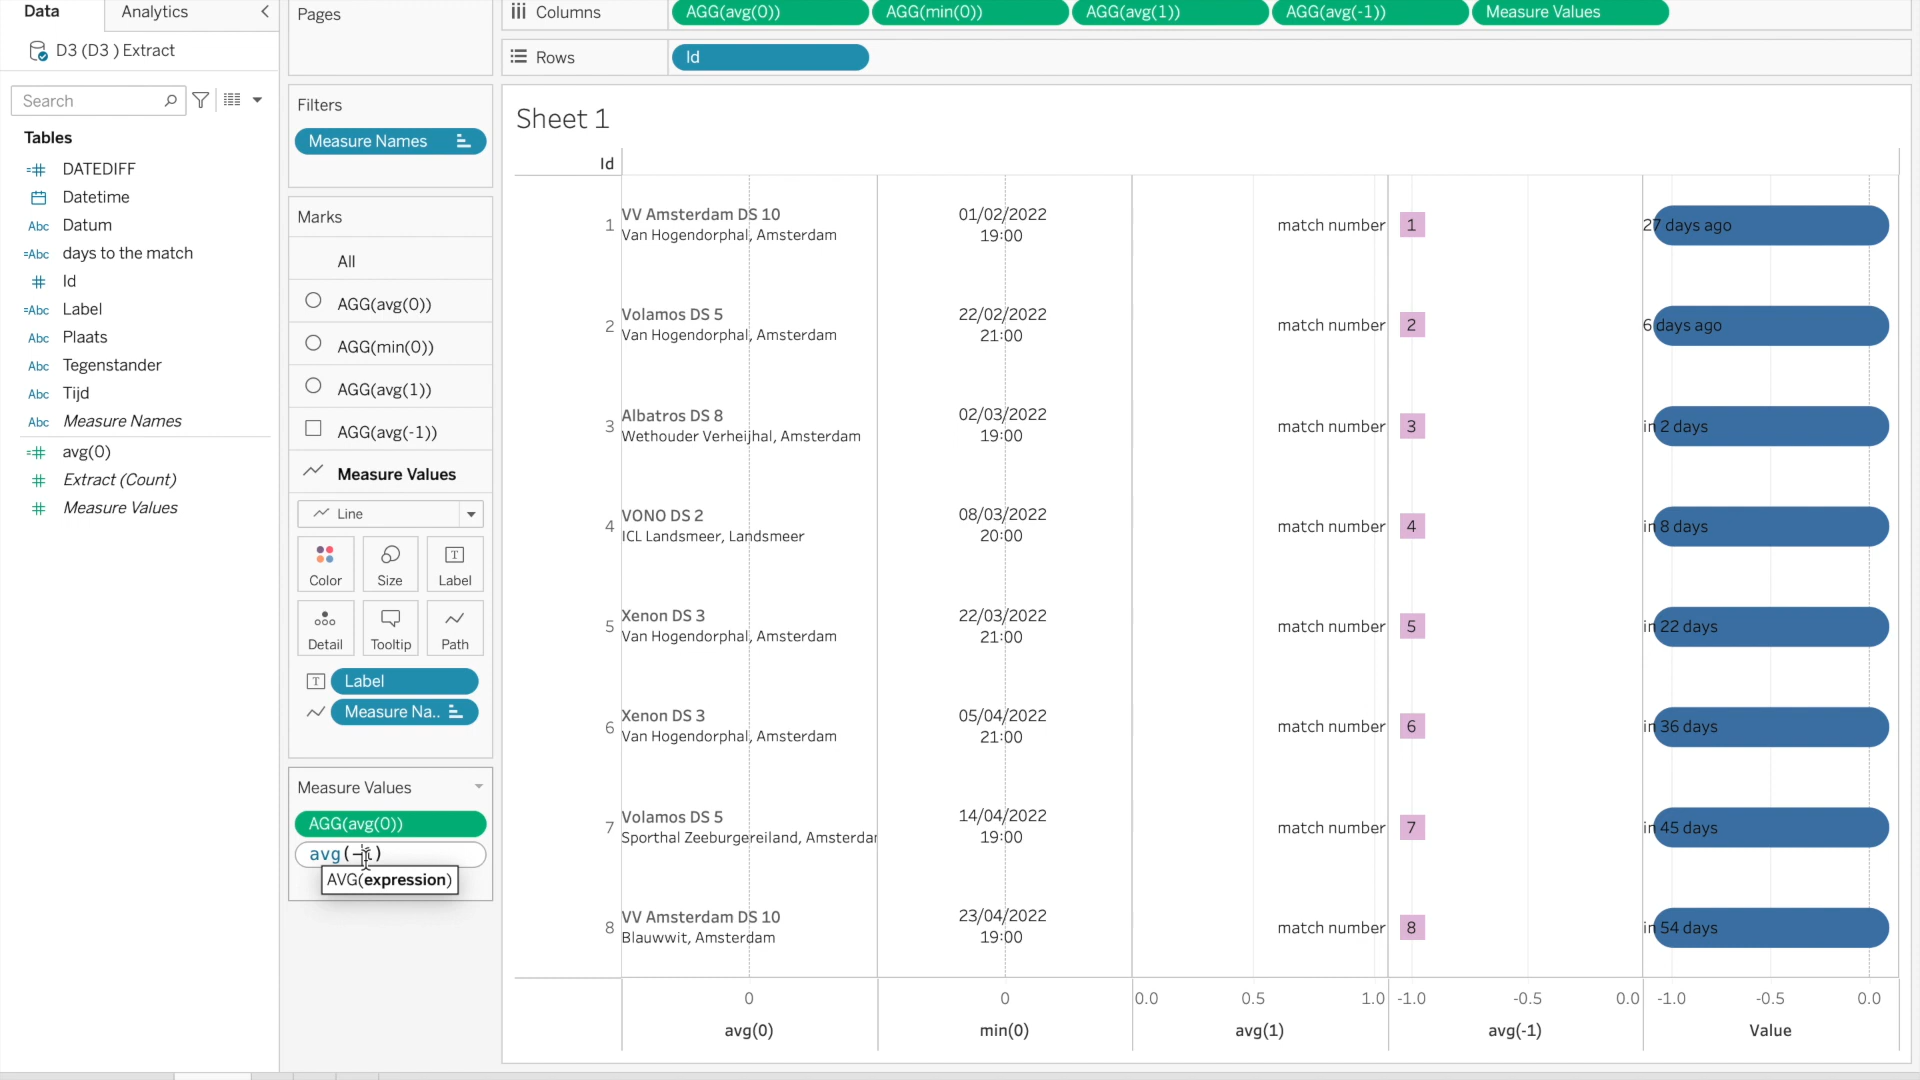 Data
Analytics
D3 (D3 ) Extract
Search
Tables
=# DATEDIFF
Datetime
Abc Datum
=Abc days to the match
# Id
=Abc Label
Abc Plaats
Abc Tegenstander
Abc Tijd
Abc Measure Names
=# avg(0)
# Extract (Count)
# Measure Values
Pages
Filters
Measure Names
Marks
All
AGG(avg(0))
AGG(min(0))
AGG(avg(1))
AGG(avg(-1))
Measure Values
Line
Color Size Label
Detail Tooltip Path
T Label
Measure Na..
Measure Values
AGG(avg(0))
AVG(expression)
Columns AGG(avg(0)) AGG(min(0)) AGG(avg(1)) AGG(avg(-1)) Measure Values
Rows Id
Sheet 1
Id
1 VV Amsterdam DS 10 01/02/2022 match number 1 27 days ago
Van Hogendorphal, Amsterdam 19:00
2 Volamos DS 5 22/02/2022 match number 2 6 days ago
Van Hogendorphal, Amsterdam 21:00
3 Albatros DS 8 02/03/2022 match number 3 in 2 days
Wethouder Verheijhal, Amsterdam 19:00
4 VONO DS 2 08/03/2022 match number 4 in 8 days
ICL Landsmeer, Landsmeer 20:00
5 Xenon DS 3 22/03/2022 match number 5 in 22 days
Van Hogendorphal, Amsterdam 21:00
6 Xenon DS 3 05/04/2022 match number 6 in 36 days
Van Hogendorphal, Amsterdam 21:00
7 Volamos DS 5 14/04/2022 match number 7 in 45 days
Sporthal Zeeburgereiland, Amsterdar 19:00
8 VV Amsterdam DS 10 23/04/2022 match number 8 in 54 days
Blauwwit, Amsterdam 19:00
0 0 0.0 0.5 1.0 -1.0 -0.5 0.0 -1.0 -0.5 0.0
avg(0) min(0) avg(1) avg(-1) Value